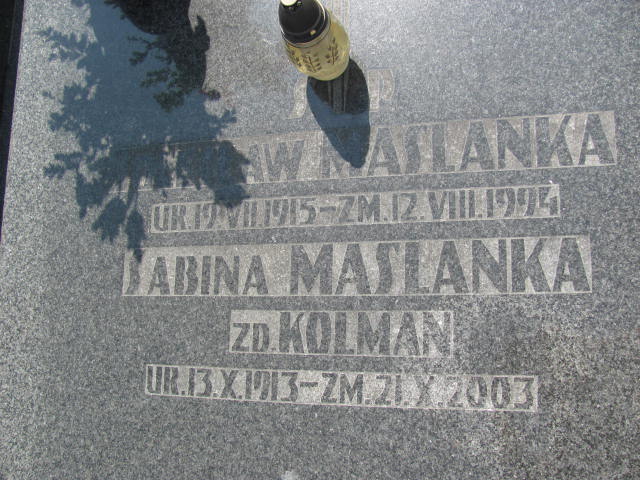 MASLANKA
UR.19.VII.1915-ZM.12.VIII.1994
SABINA MASLANKA
ZD.KOLMAN
UR.13.X.1913-ZM.21.X.2003